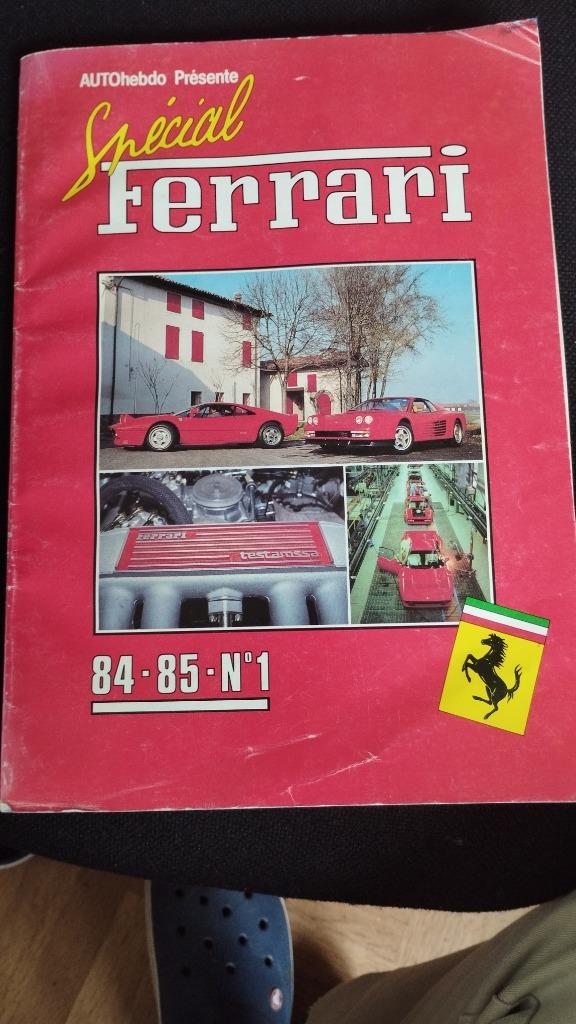 AUTOhebdo Présente
Spécial
Ferrari
Ferrari
testarossa
84-85-N°1